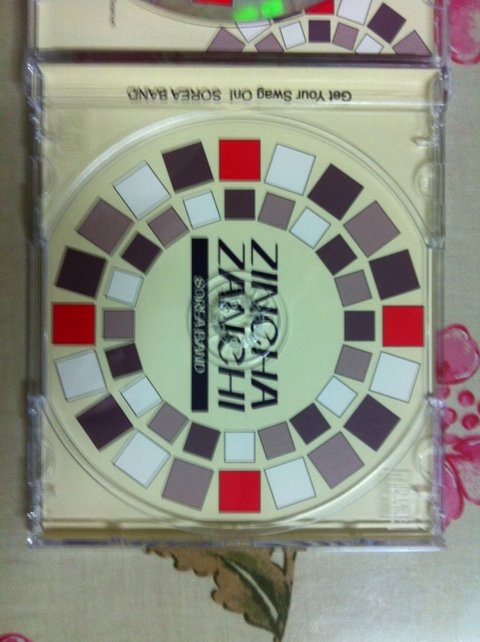 Get Your Swag On! SOREA BAND
ZINCHA
ZANCHI
SOREA BAND